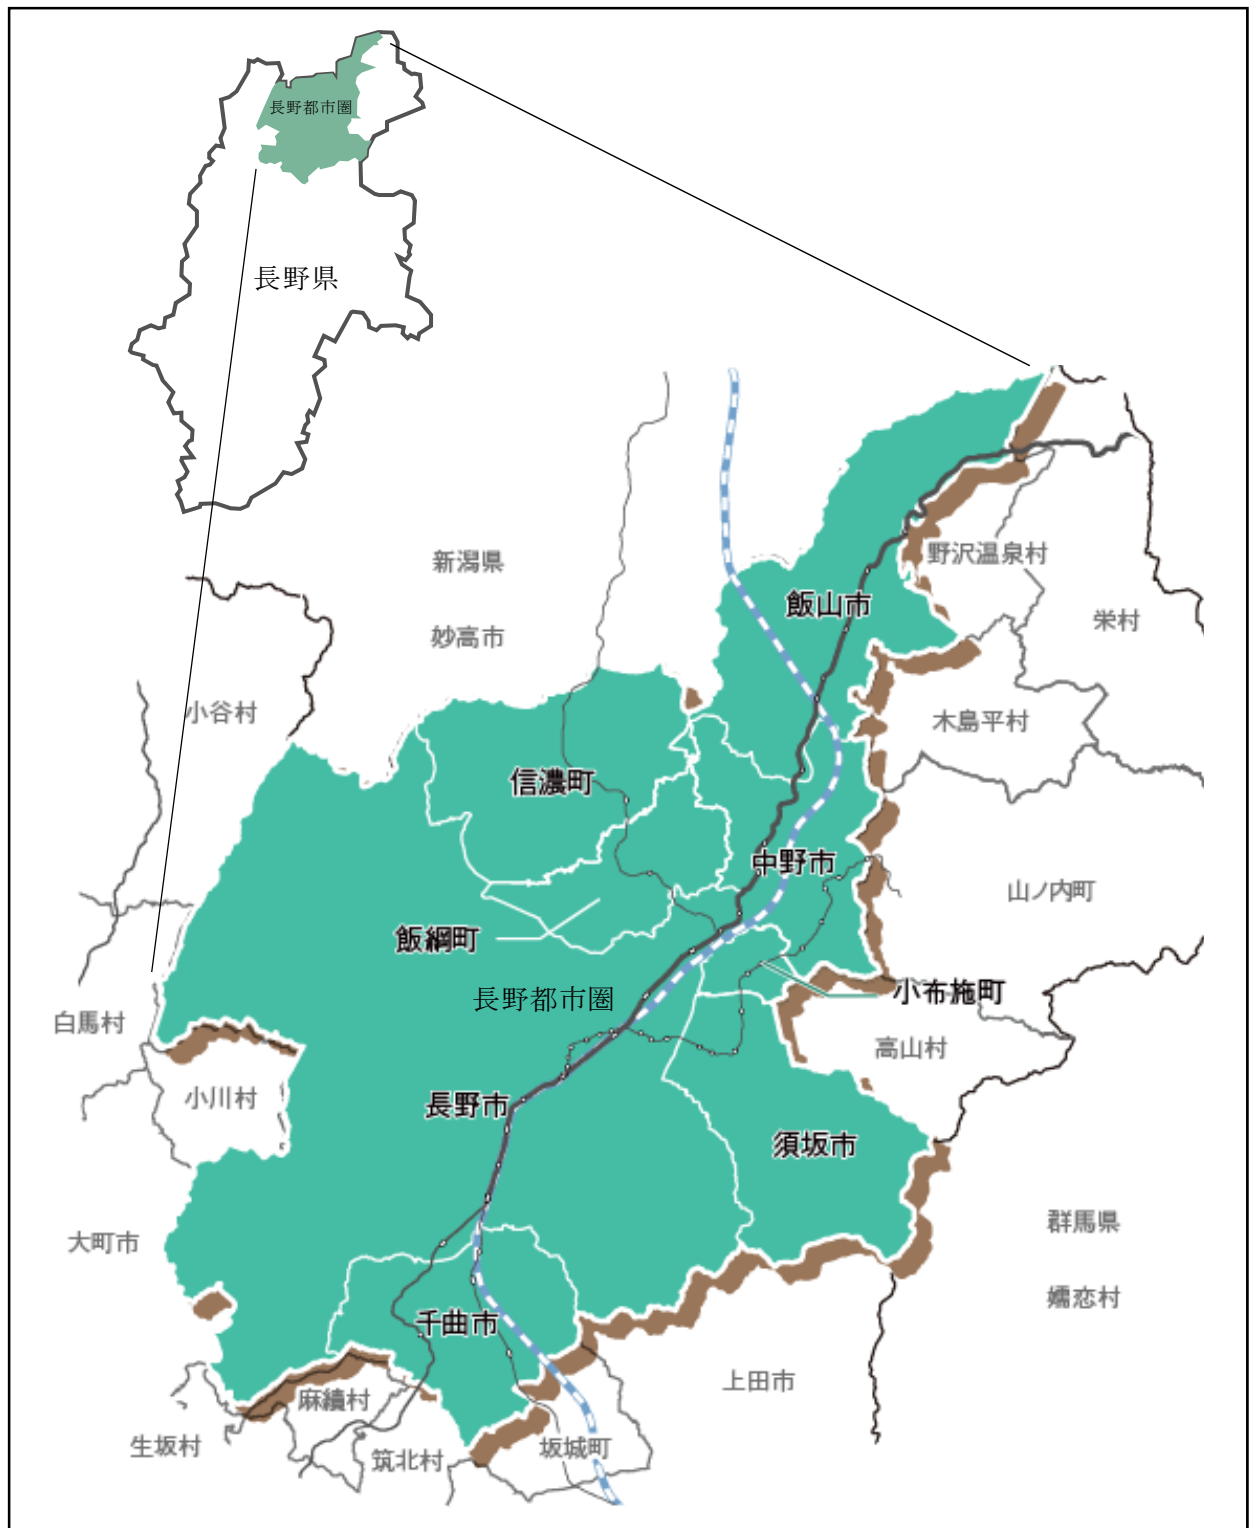 長野都市圏
長野県
新潟県
妙高市
野沢温泉村
飯山市
栄村
小谷村
木島平村
信濃町
中野市
山ノ内町
飯綱町
長野都市圏
小布施町
白馬村
高山村
小川村
長野市
須坂市
大町市
群馬県
嬬恋村
千曲市
上田市
麻績村
生坂村
筑北村
坂城町